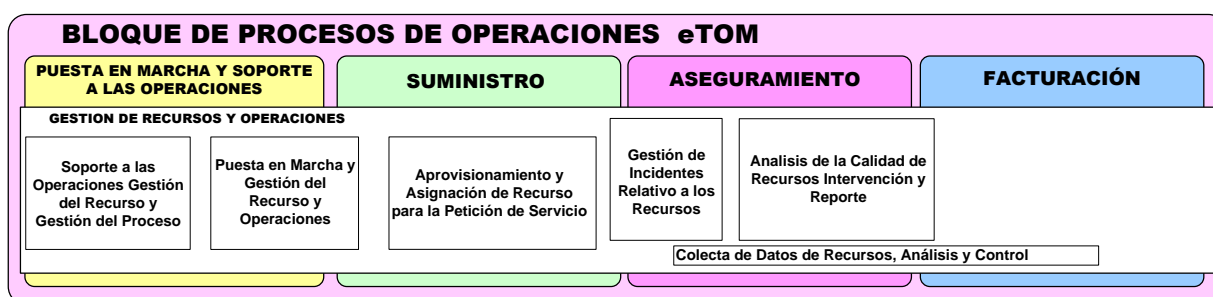 BLOQUE DE PROCESOS DE OPERACIONES eTOM
PUESTA EN MARCHA Y SOPORTE
A LAS OPERACIONES
SUMINISTRO
ASEGURAMIENTO
FACTURACIÓN
GESTION DE RECURSOS Y OPERACIONES
Soporte a las
Operaciones Gestión
del Recurso y
Gestión del Proceso
Puesta en Marcha y
Gestión del
Recurso y
Operaciones
Aprovisionamiento y
Asignación de Recurso
para la Petición de Servicio
Gestión de
Incidentes
Relativo a los
Recursos
Analisis de la Calidad de
Recursos Intervención y
Reporte
Colecta de Datos de Recursos, Análisis y Control